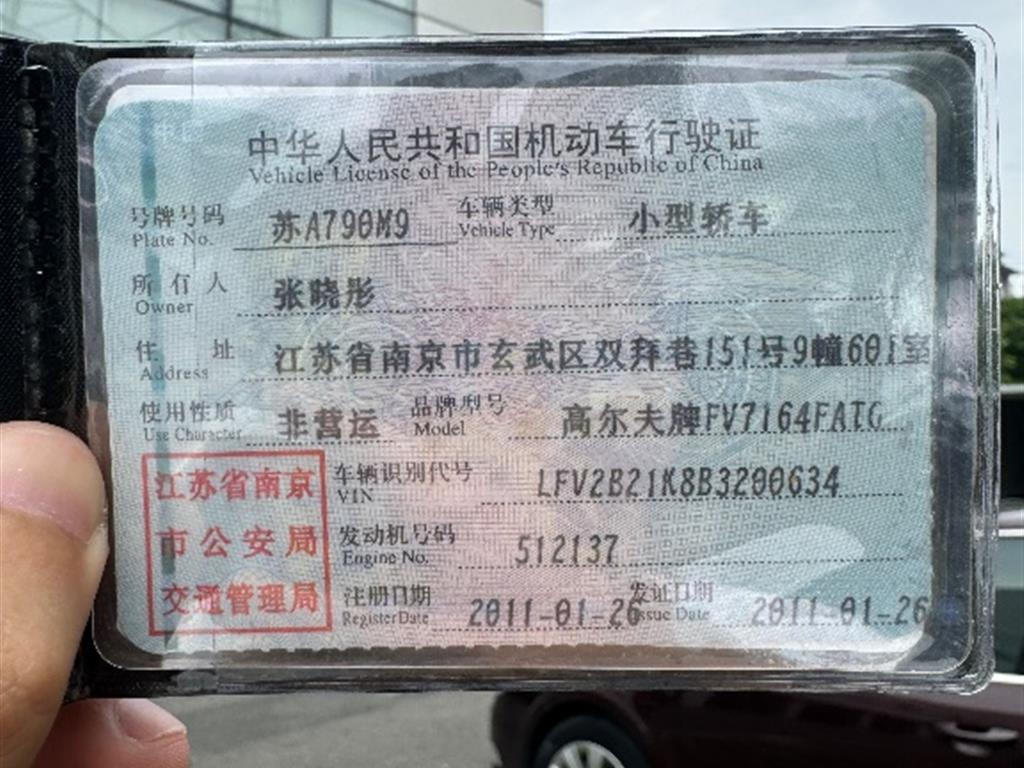 中华人民共和国机动车行驶证
Vehicle License of the People's Republic of China
号牌号码 苏A790M9 车辆类型 小型轿车
Plate No. Vehicle Type
所有人 张晓彤
Owner
住址 江苏省南京市玄武区双拜巷151号9幢601室
Address
使用性质 非营运 品牌型号 高尔夫牌FV7164FATG
Use Character Model
江苏省南京 车辆识别代号 LFV2B21K8B3200634
VIN
市公安局 发动机号码 512137
Engine No.
交通管理局 注册日期 2011-01-26 发证日期 2011-01-26
Register Date Issue Date